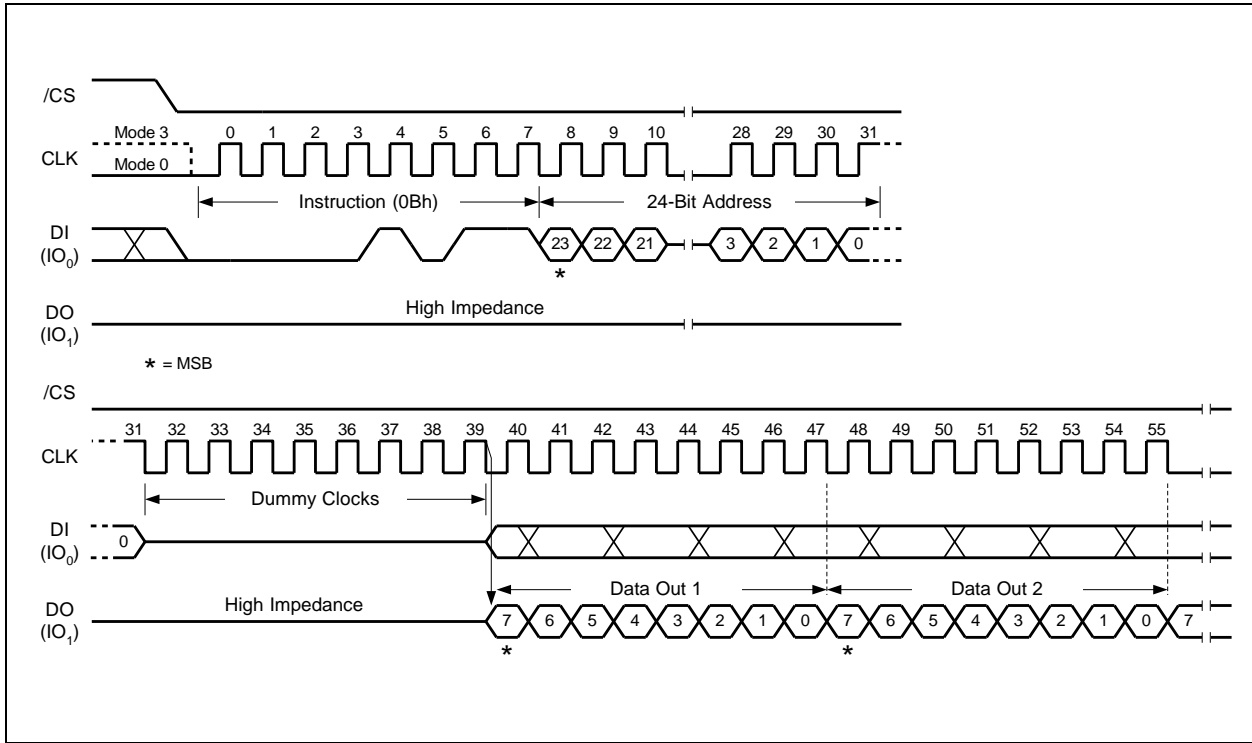 /CS
Mode 3 0 1 2 3 4 5 6 7 8 9 10 28 29 30 31
CLK
Mode 0
Instruction (0Bh) 24-Bit Address
DI
(IO0) 23 22 21 3 2 1 0
*
DO High Impedance
(IO1)
* = MSB
/CS
31 32 33 34 35 36 37 38 39 40 41 42 43 44 45 46 47 48 49 50 51 52 53 54 55
CLK
Dummy Clocks
DI
(IO0) 0
Data Out 1 Data Out 2
DO High Impedance
(IO1) 7 6 5 4 3 2 1 0 7 6 5 4 3 2 1 0 7
* *